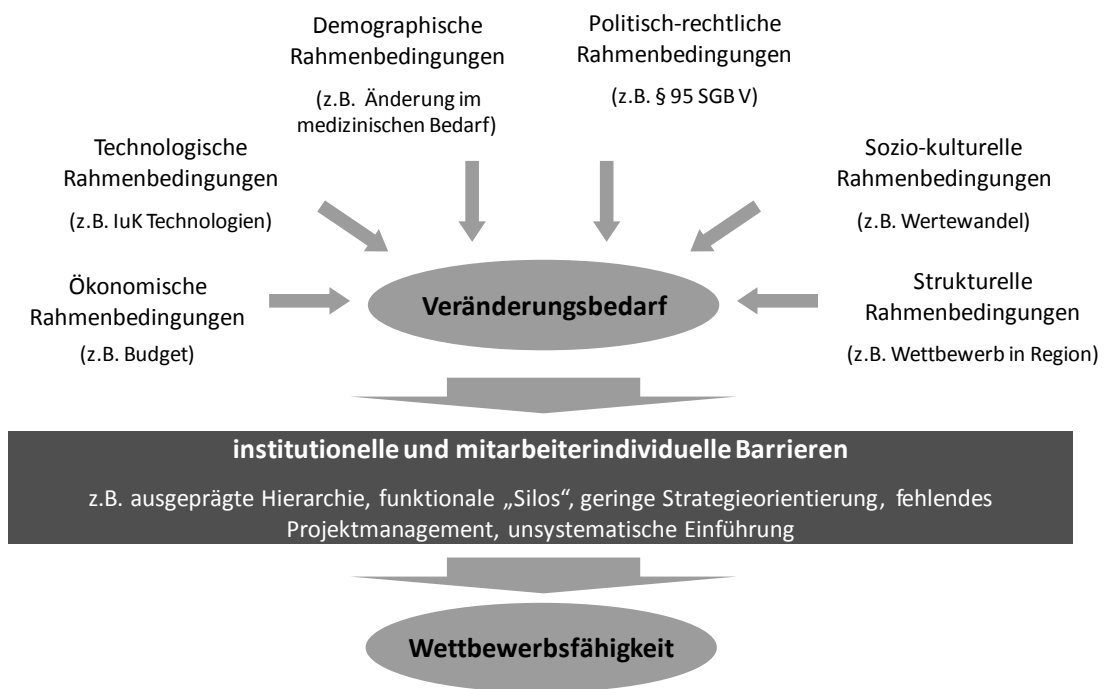 Demographische
Rahmenbedingungen
(z.B. Änderung im
medizinischen Bedarf)
Politisch-rechtliche
Rahmenbedingungen
(z.B. § 95 SGB V)
Technologische
Rahmenbedingungen
(z.B. IuK Technologien)
Sozio-kulturelle
Rahmenbedingungen
(z.B. Wertewandel)
Ökonomische
Rahmenbedingungen
(z.B. Budget)
Veränderungsbedarf
Strukturelle
Rahmenbedingungen
(z.B. Wettbewerb in Region)
institutionelle und mitarbeiterindividuelle Barrieren
z.B. ausgeprägte Hierarchie, funktionale „Silos“, geringe Strategieorientierung, fehlendes
Projektmanagement, unsystematische Einführung
Wettbewerbsfähigkeit